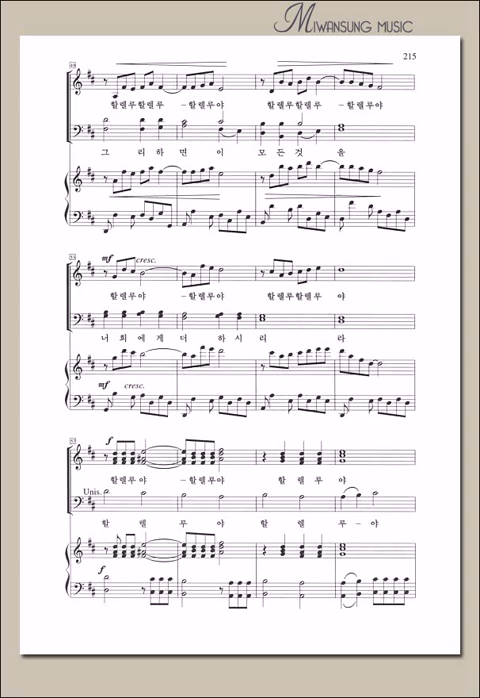 MIWANSUNG MUSIC
215
49
할렐루할렐루 -할렐루야 할렐루할렐루 -할렐루야
그 리 하 면 이 모 든 것 을
53
mf cresc.
할렐루야 -할렐루야 할렐루할렐루 야
너 희 에 게 더 하 시 리 라
mf cresc.
f
할렐루야 -할렐루야 할 렐 루 야
Unis.
할 렐 루 야 할 렐 루 - 야
f